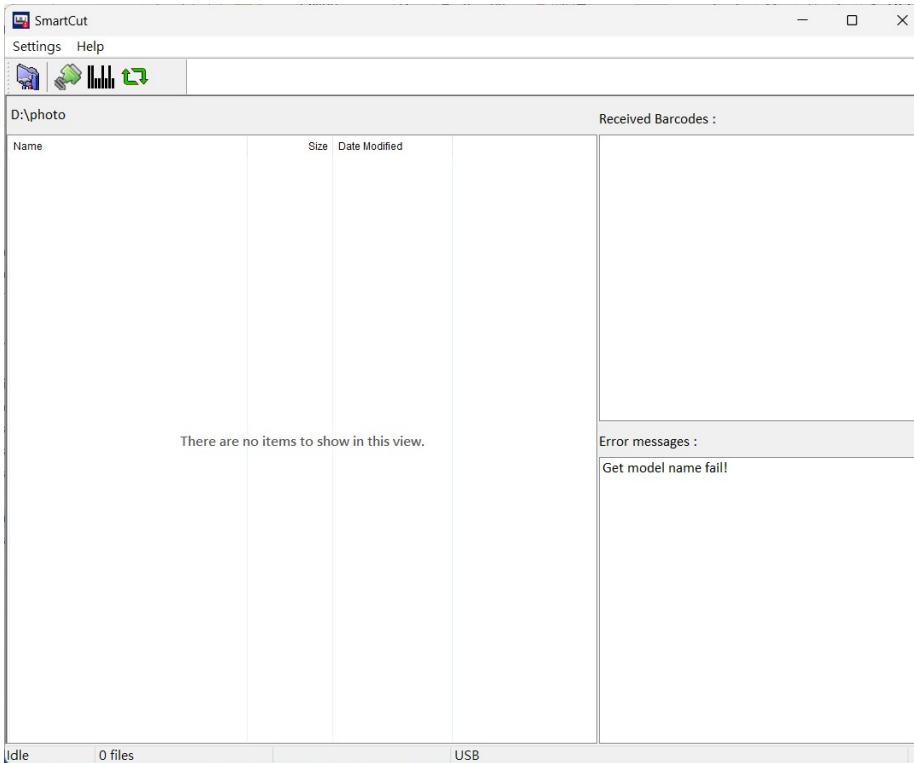 SmartCut
Settings Help
D:\photo
Received Barcodes :
Name Size Date Modified
There are no items to show in this view.
Error messages :
Get model name fail!
Idle 0 files USB